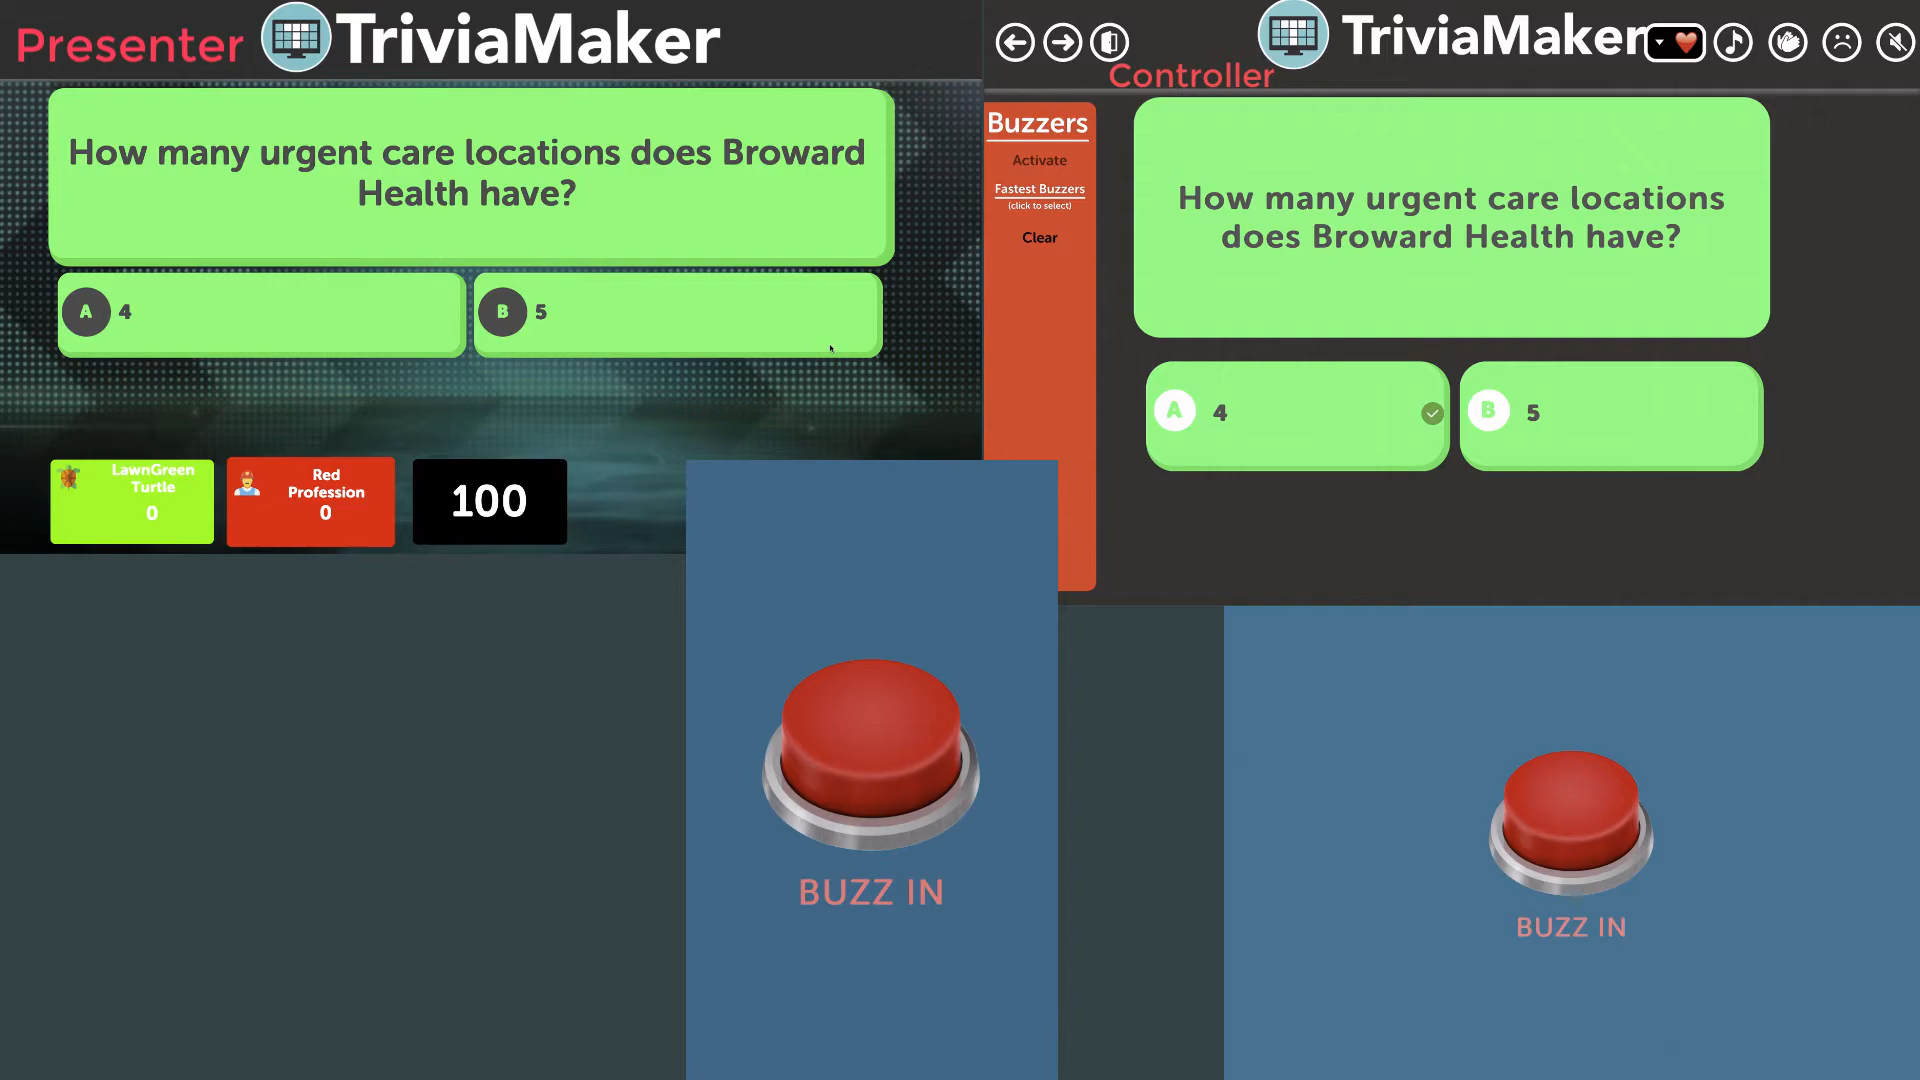 Presenter
TriviaMaker
How many urgent care locations does Broward
Health have?
A 4
B 5
LawnGreen
Turtle
0
Red
Profession
0
100
TriviaMaker
Controller
Buzzers
Activate
Fastest Buzzers
(click to select)
Clear
How many urgent care locations
does Broward Health have?
A 4
B 5
BUZZ IN
BUZZ IN